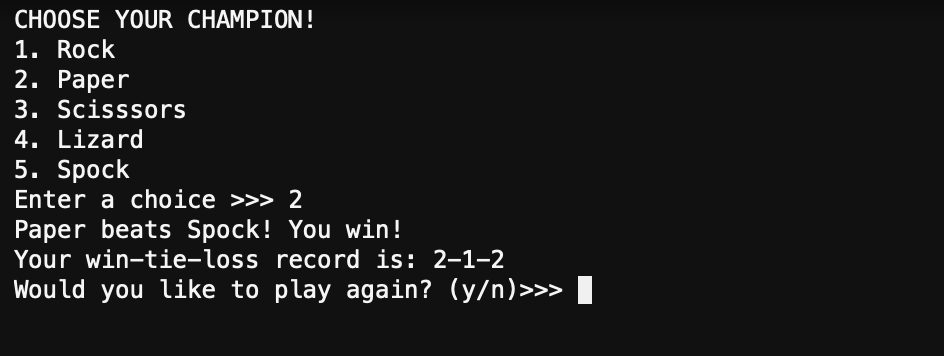 CHOOSE YOUR CHAMPION!
1. Rock
2. Paper
3. Scisssors
4. Lizard
5. Spock
Enter a choice >>> 2
Paper beats Spock! You win!
Your win-tie-loss record is: 2-1-2
Would you like to play again? (y/n)>>>